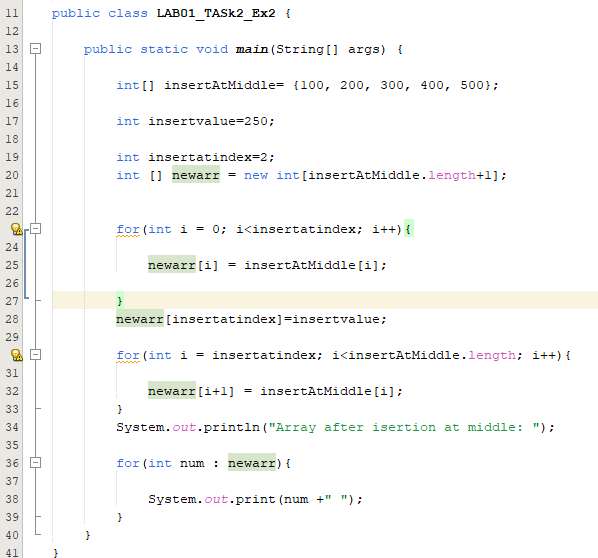 11 public class LAB01_TASk2_Ex2 {
12
13 public static void main(String[] args) {
14
15 int[] insertAtMiddle= {100, 200, 300, 400, 500};
16
17 int insertvalue=250;
18
19 int insertatindex=2;
20 int [] newarr = new int[insertAtMiddle.length+1];
21
22
for(int i = 0; i<insertatindex; i++){
24
25 newarr[i] = insertAtMiddle[i];
26
27 }
28 newarr[insertatindex]=insertvalue;
29
for(int i = insertatindex; i<insertAtMiddle.length; i++){
31
32 newarr[i+1] = insertAtMiddle[i];
33 }
34 System.out.println("Array after isertion at middle: ");
35
36 for(int num : newarr){
37
38 System.out.print(num +" ");
39 }
40 }
41 }